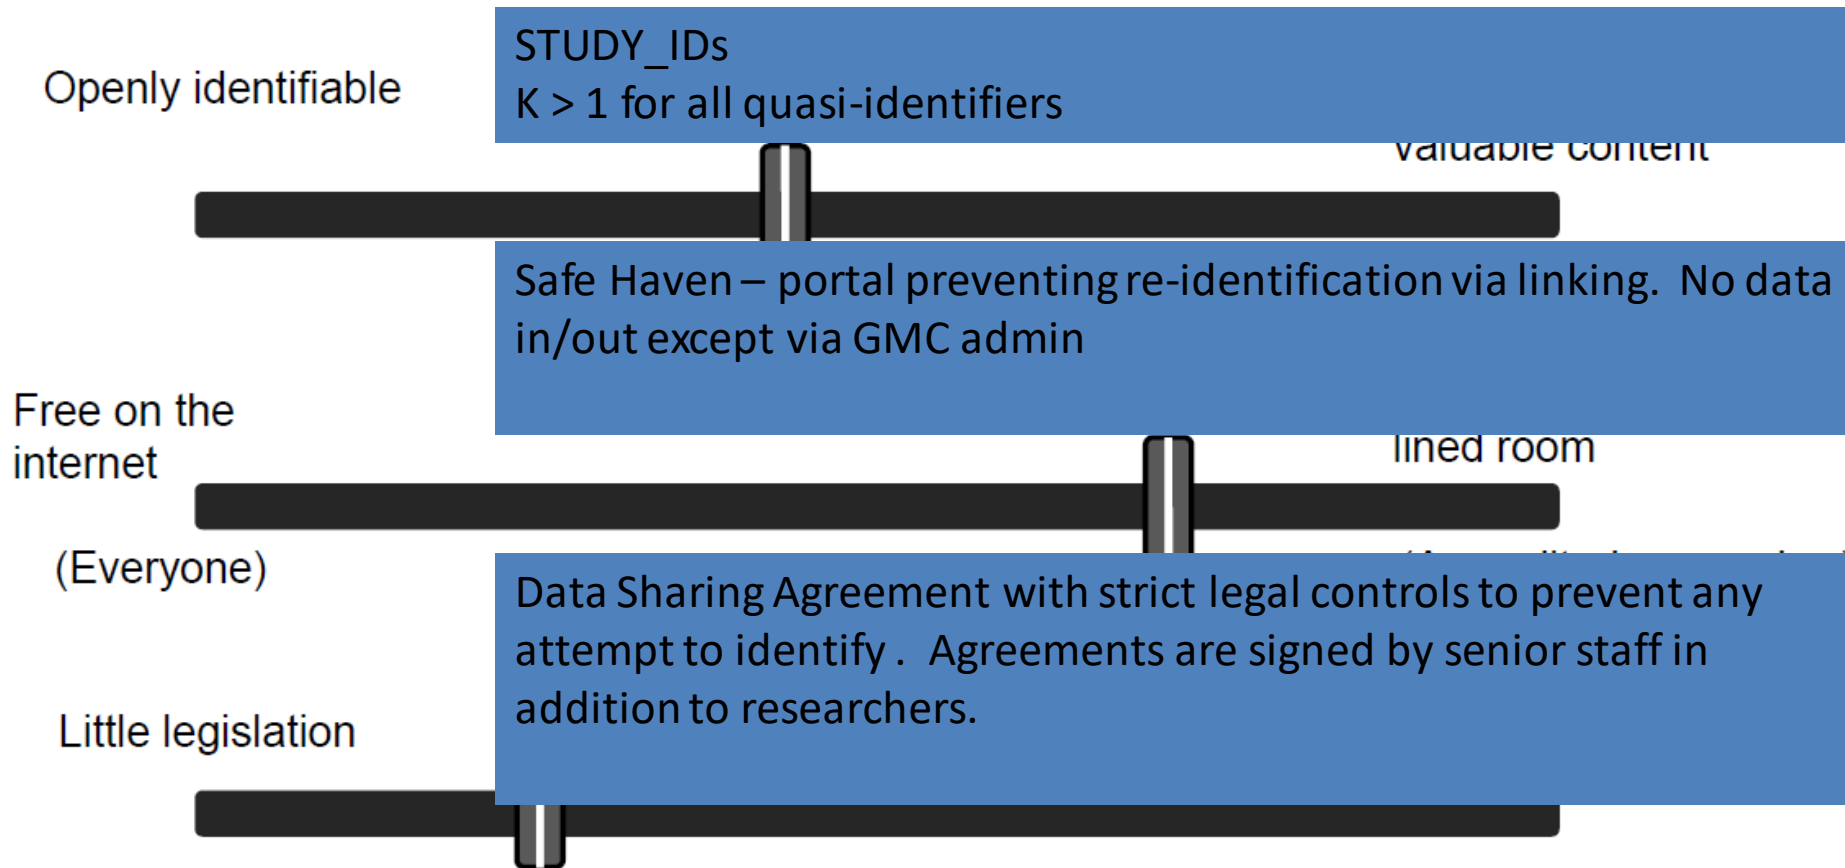 Openly identifiable
STUDY_IDs
K > 1 for all quasi-identifiers
valuable content
Safe Haven – portal preventing re-identification via linking. No data
in/out except via GMC admin
Free on the
internet
lined room
(Everyone)
Data Sharing Agreement with strict legal controls to prevent any
attempt to identify . Agreements are signed by senior staff in
addition to researchers.
Little legislation